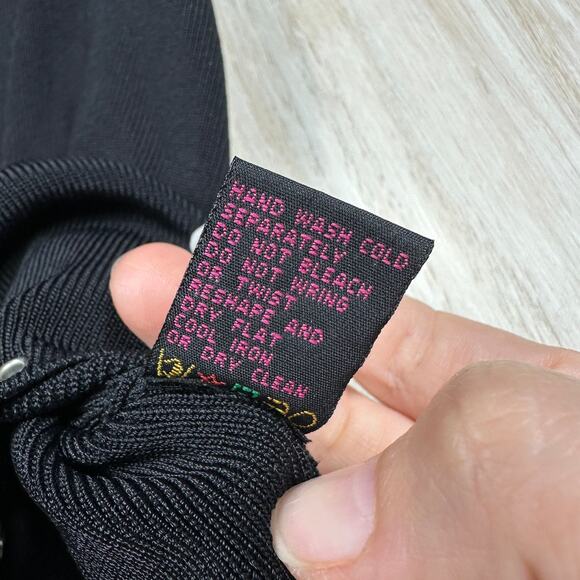 HAND WASH COLD
SEPARATELY
DO NOT BLEACH
DO NOT WRING
OR TWIST
RESHAPE AND
DRY FLAT
COOL IRON
OR DRY CLEAN